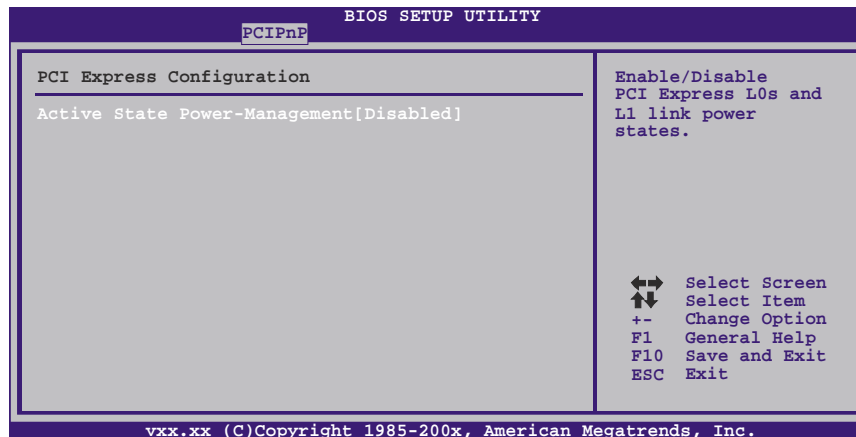 BIOS SETUP UTILITY
PCIPnP
PCI Express Configuration
Active State Power-Management[Disabled]
Enable/Disable
PCI Express L0s and
L1 link power
states.
Select Screen
Select Item
+- Change Option
F1 General Help
F10 Save and Exit
ESC Exit
vxx.xx (C)Copyright 1985-200x, American Megatrends, Inc.